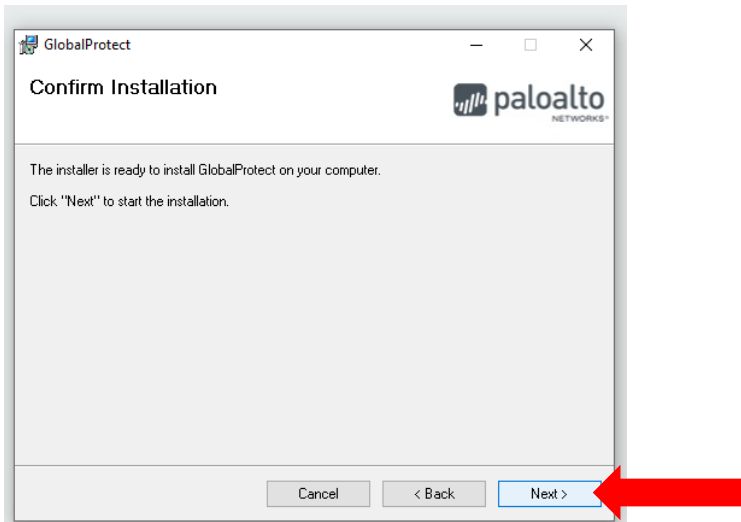 GlobalProtect
Confirm Installation
paloalto
NETWORKS®
The installer is ready to install GlobalProtect on your computer.
Click "Next" to start the installation.
Cancel
< Back
Next >